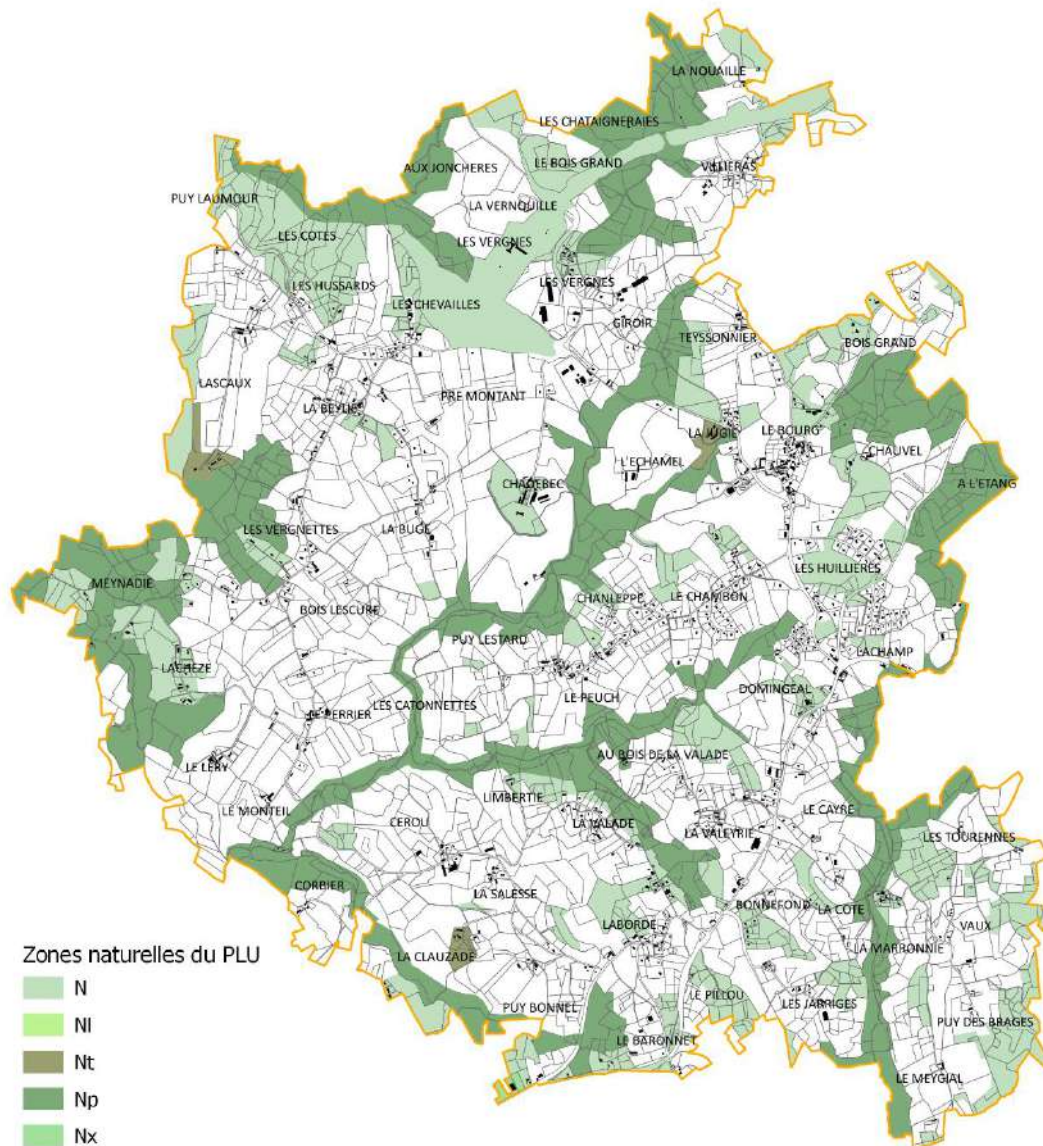 LA NOUAILLE
LES CHATAIGNERAIES
LE BOIS GRAND
AUX JONCHERES
VILLIERAS
PUY LAUMOUR
LA VERNOUILLE
LES COTES
LES VERGNES
LES HUSSARDS
LES VERGNES
LES CHEVAILLES
GIROIR
TEYSSONNIER
BOIS GRAND
LASCAUX
PRE MONTANT
LA BEYLIE
LA JUGIE
LE BOURG
L'ECHAMEL
CHAUVEL
CHADEBEC
A L'ETANG
LES VERGNETTES
LA BUGE
LES HUILLIERES
MEYNADIE
CHANLEPPE
LE CHAMBON
BOIS LESCURE
PUY LESTARD
LACHEZE
LACHAMP
LE PEUCH
DOMINGEAL
LES CATONNETTES
LE PERRIER
AU BOIS DE LA VALADE
LE LERY
LIMBERTIE
LE MONTEIL
LE CAYRE
CEROU
LA VALADE
LA VALEYRIE
LES TOURENNES
CORBIER
LA SALESSE
BONNEFOND
LA COTE
LABORDE
VAUX
LA MARRONNIE
LA CLAUZADE
LE PILLOU
LES JARRIGES
PUY BONNEL
PUY DES BRAGES
LE BARONNET
LE MEYGIAL
Zones naturelles du PLU
N
Nl
Nt
Np
Nx